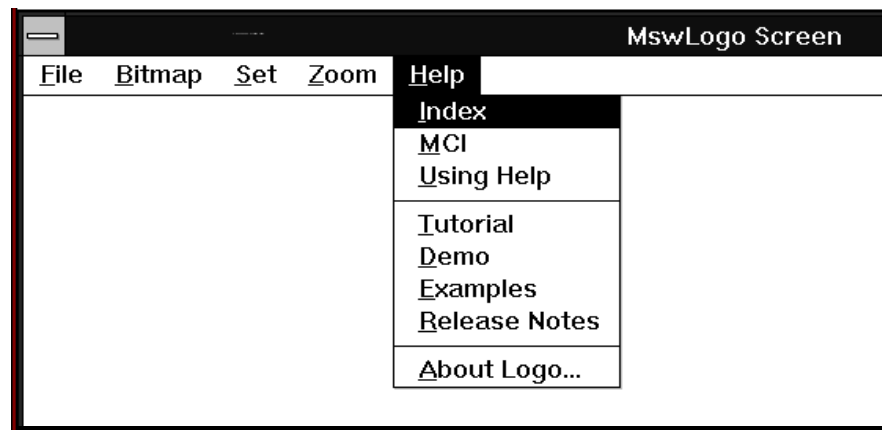 MswLogo Screen
File Bitmap Set Zoom Help
Index
MCI
Using Help
Tutorial
Demo
Examples
Release Notes
About Logo...